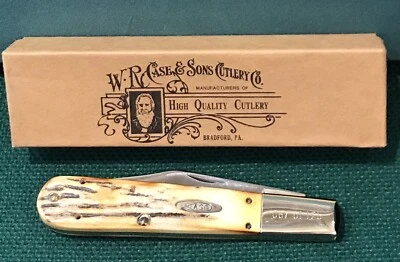 W.R. CASE & SONS CUTLERY CO.
MANUFACTURERS OF
HIGH QUALITY CUTLERY
BRADFORD, PA.
CASE